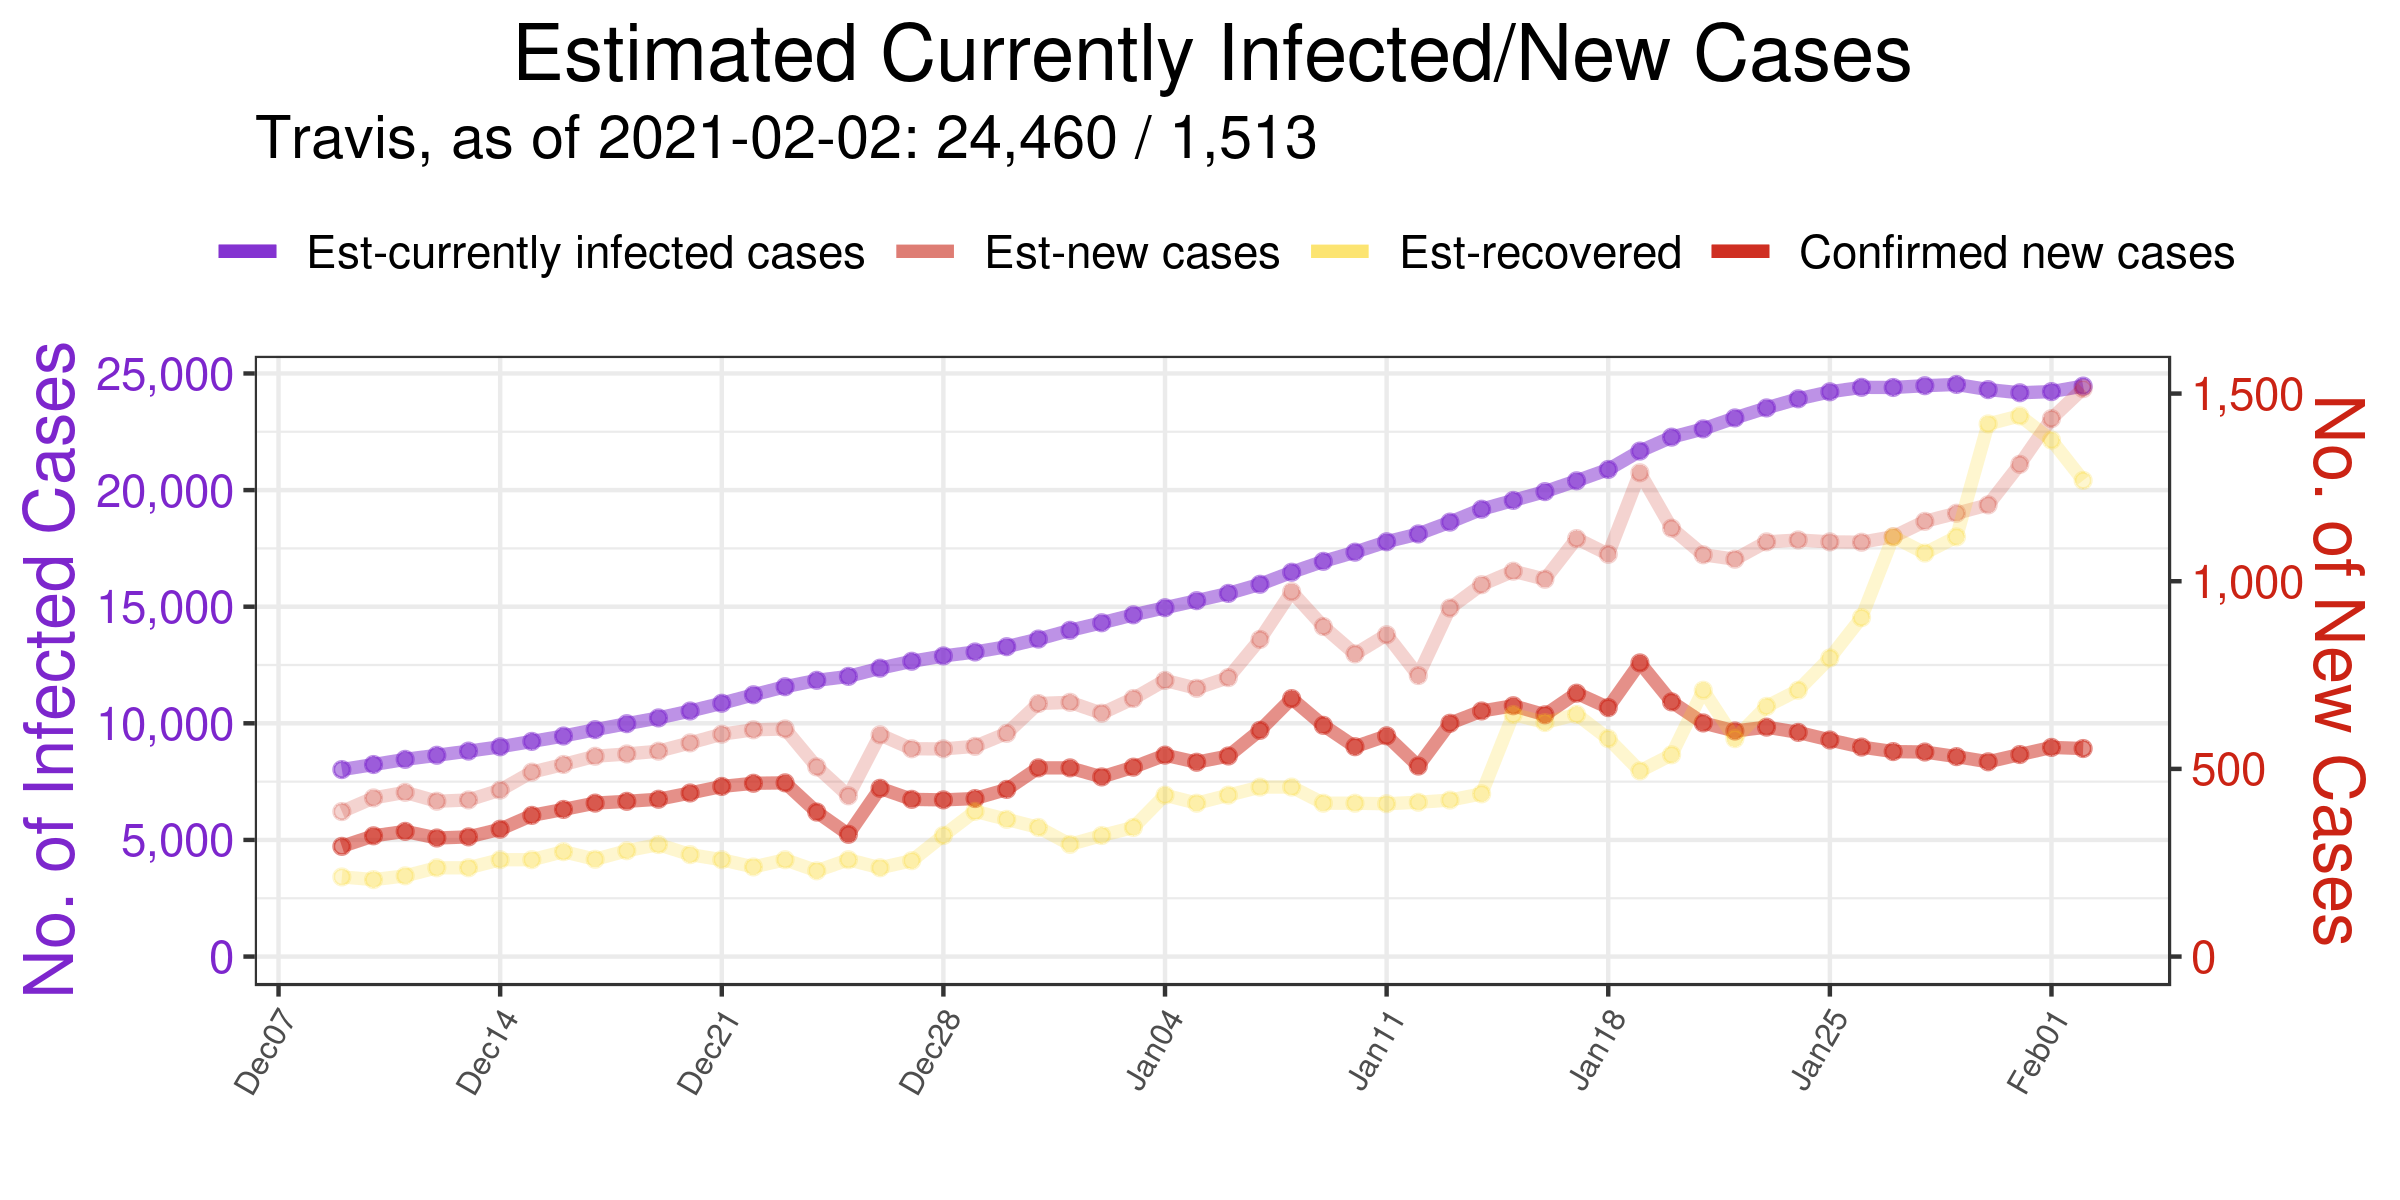 Estimated Currently Infected/New Cases
Travis, as of 2021-02-02: 24,460 / 1,513
Est-currently infected cases Est-new cases Est-recovered Confirmed new cases
No. of Infected Cases
25,000
20,000
15,000
10,000
5,000
0
1,500
1,000
500
0
No. of New Cases
Dec07 Dec14 Dec21 Dec28 Jan04 Jan11 Jan18 Jan25 Feb01